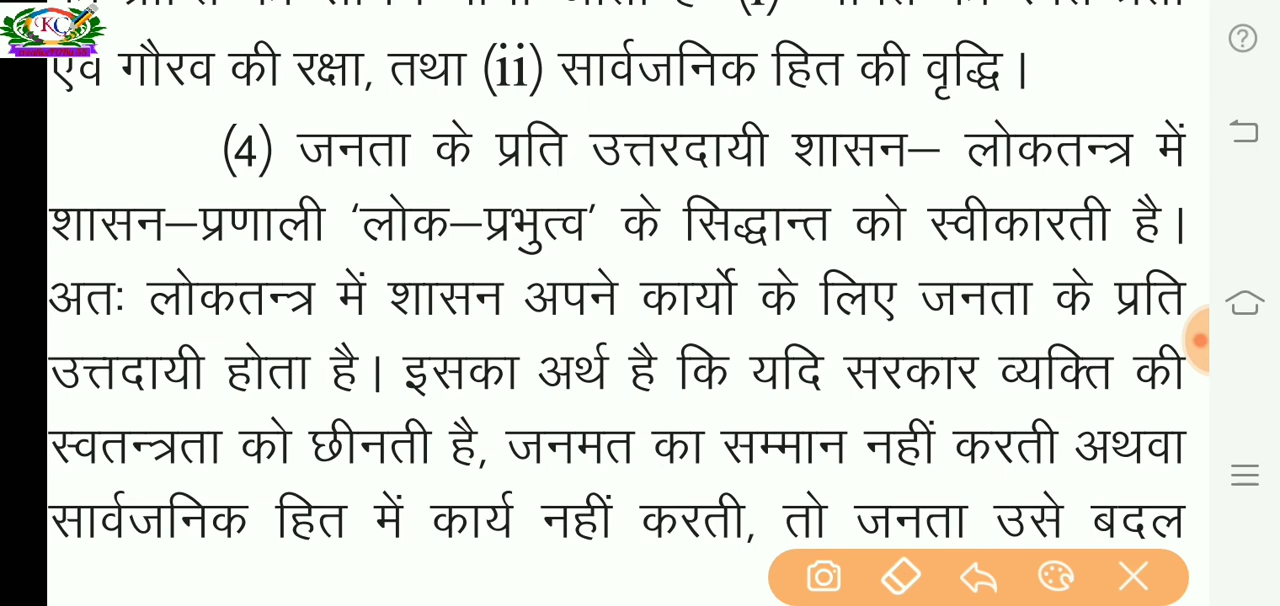 एवं गौरव की रक्षा, तथा (ii) सार्वजनिक हित की वृद्धि।
(4) जनता के प्रति उत्तरदायी शासन– लोकतन्त्र में
शासन–प्रणाली ‘लोक–प्रभुत्व’ के सिद्धान्त को स्वीकारती है।
अतः लोकतन्त्र में शासन अपने कार्यो के लिए जनता के प्रति
उत्तदायी होता है। इसका अर्थ है कि यदि सरकार व्यक्ति की
स्वतन्त्रता को छीनती है, जनमत का सम्मान नहीं करती अथवा
सार्वजनिक हित में कार्य नहीं करती, तो जनता उसे बदल
KC